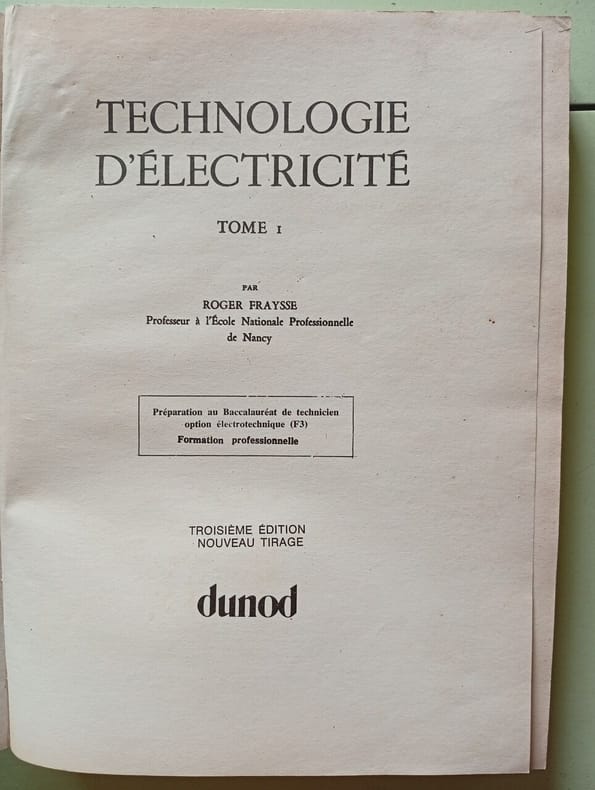 TECHNOLOGIE
D'ÉLECTRICITÉ
TOME I
PAR
ROGER FRAYSSE
Professeur à l'École Nationale Professionnelle
de Nancy
Préparation au Baccalauréat de technicien
option électrotechnique (F3)
Formation professionnelle
TROISIÈME ÉDITION
NOUVEAU TIRAGE
dunod